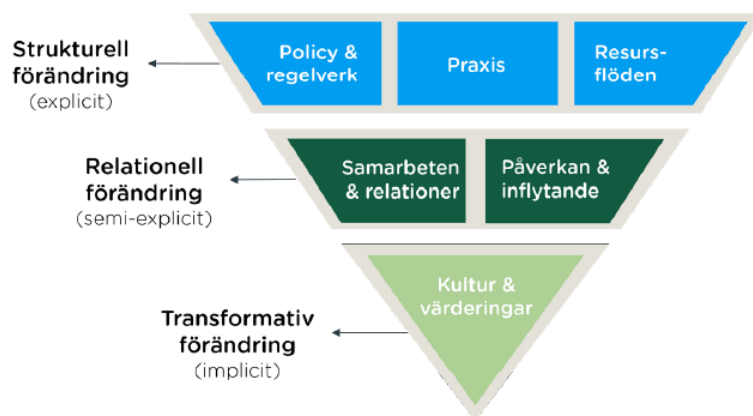 Strukturell
förändring
(explicit)
Policy &
regelverk
Praxis
Resurs-
flöden
Relationell
förändring
(semi-explicit)
Samarbeten
& relationer
Påverkan &
inflytande
Transformativ
förändring
(implicit)
Kultur &
värderingar